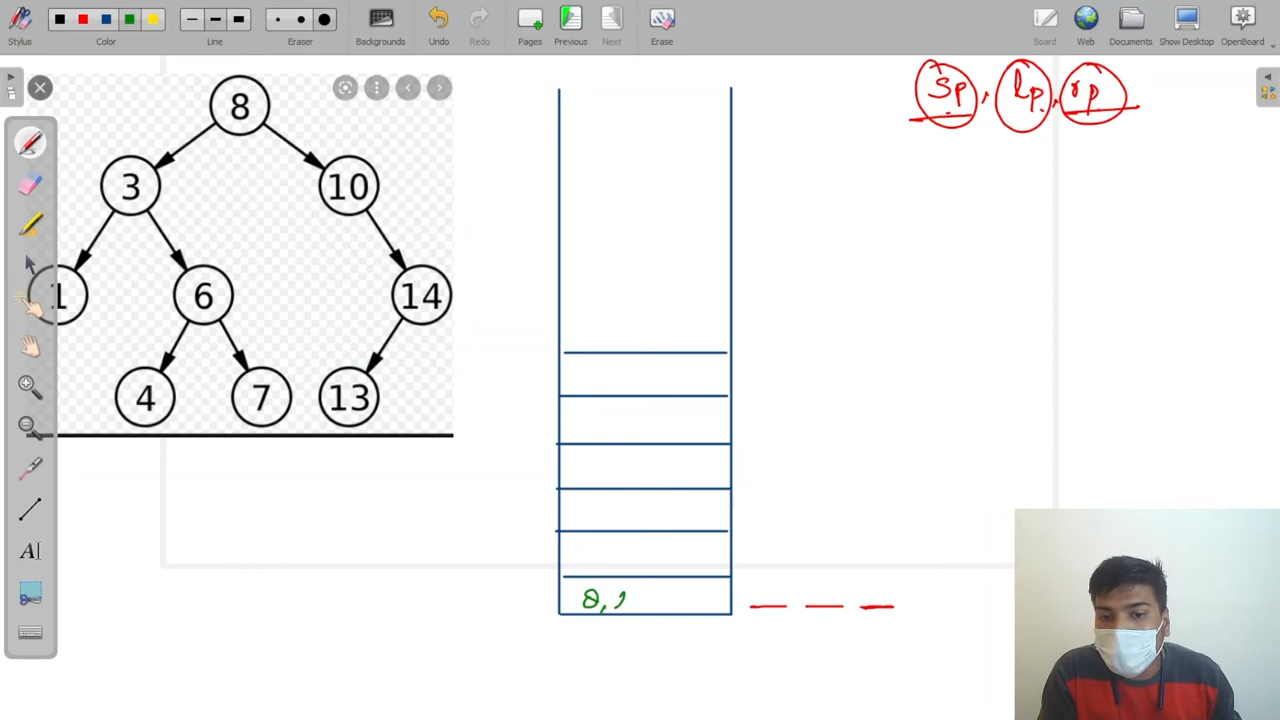 Stylus
Color
Line
Eraser
Backgrounds
Undo
Redo
Pages
Previous
Next
Erase
Board
Web
Documents
Show Desktop
OpenBoard
Sp, lp, rp
8
3
10
1
6
14
4
7
13
A
8,